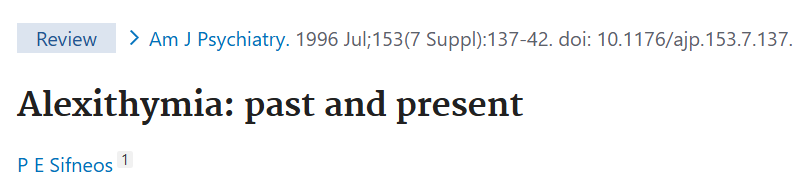 Review > Am J Psychiatry. 1996 Jul;153(7 Suppl):137-42. doi: 10.1176/ajp.153.7.137.
Alexithymia: past and present
P E Sifneos 1